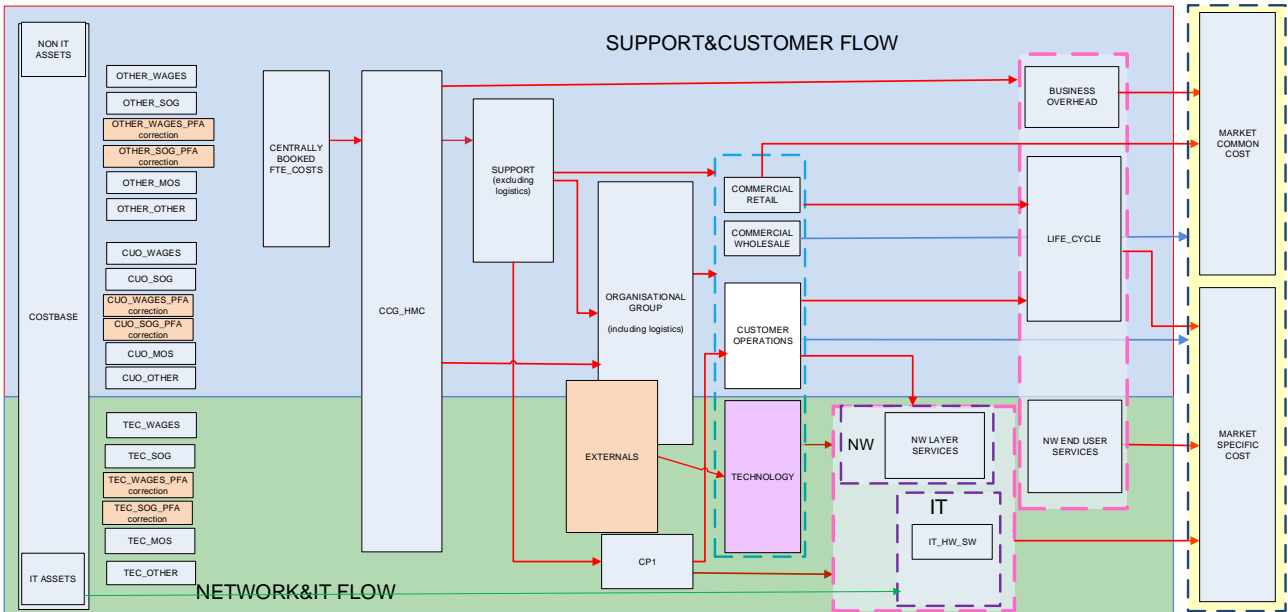 NON IT
ASSETS
COSTBASE
IT ASSETS
OTHER_WAGES
OTHER_SOG
OTHER_WAGES_PFA
correction
OTHER_SOG_PFA
correction
OTHER_MOS
OTHER_OTHER
CUO_WAGES
CUO_SOG
CUO_WAGES_PFA
correction
CUO_SOG_PFA
correction
CUO_MOS
CUO_OTHER
TEC_WAGES
TEC_SOG
TEC_WAGES_PFA
correction
TEC_SOG_PFA
correction
TEC_MOS
TEC_OTHER
NETWORK&IT FLOW
SUPPORT&CUSTOMER FLOW
CENTRALLY
BOOKED
FTE_COSTS
CCG_HMC
SUPPORT
(excluding
logistics)
ORGANISATIONAL
GROUP
(including logistics)
EXTERNALS
CP1
COMMERCIAL
RETAIL
COMMERCIAL
WHOLESALE
CUSTOMER
OPERATIONS
TECHNOLOGY
NW
NW LAYER
SERVICES
IT
IT_HW_SW
BUSINESS
OVERHEAD
LIFE_CYCLE
NW END USER
SERVICES
MARKET
COMMON
COST
MARKET
SPECIFIC
COST